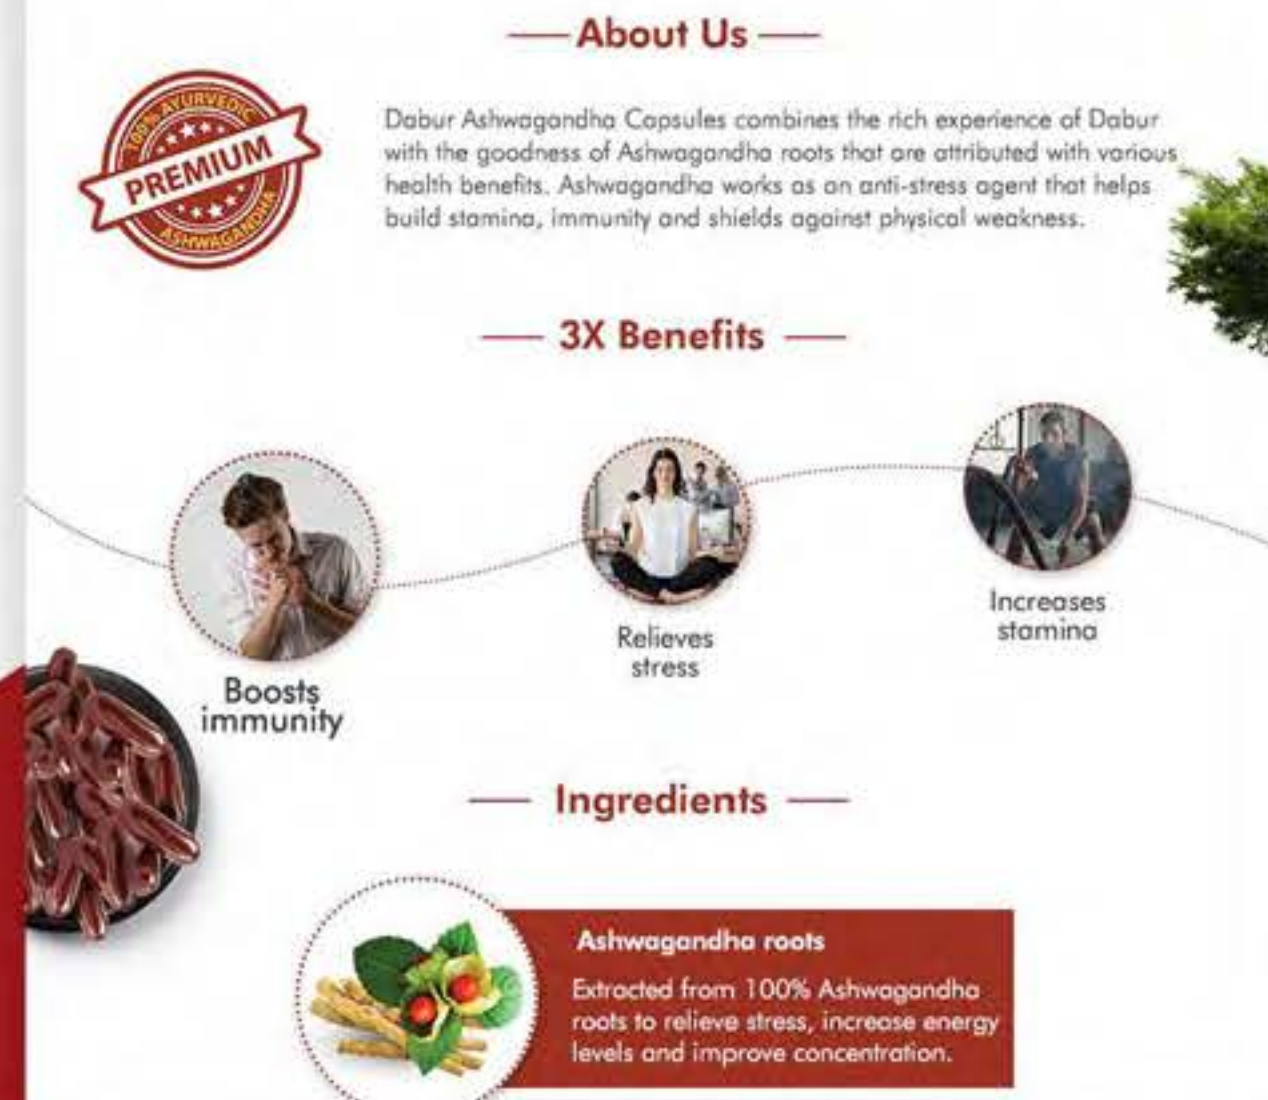 About Us
100% AYURVEDIC
PREMIUM
ASHWAGANDHA
Dabur Ashwagandha Capsules combines the rich experience of Dabur
with the goodness of Ashwagandha roots that are attributed with various
health benefits. Ashwagandha works as an anti-stress agent that helps
build stamina, immunity and shields against physical weakness.
3X Benefits
Boosts
immunity
Relieves
stress
Increases
stamina
Ingredients
Ashwagandha roots
Extracted from 100% Ashwagandha
roots to relieve stress, increase energy
levels and improve concentration.